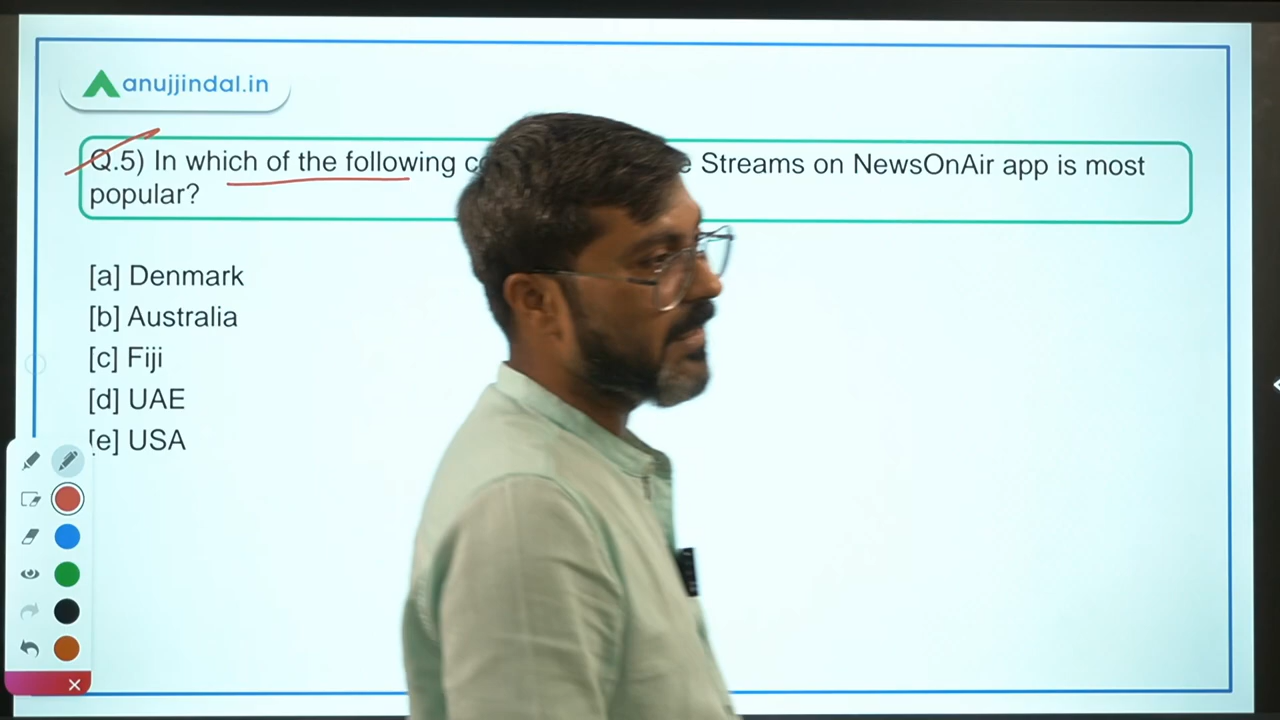 anujjindal.in
Q.5) In which of the following Streams on NewsOnAir app is most
popular?
[a] Denmark
[b] Australia
[c] Fiji
[d] UAE
[e] USA